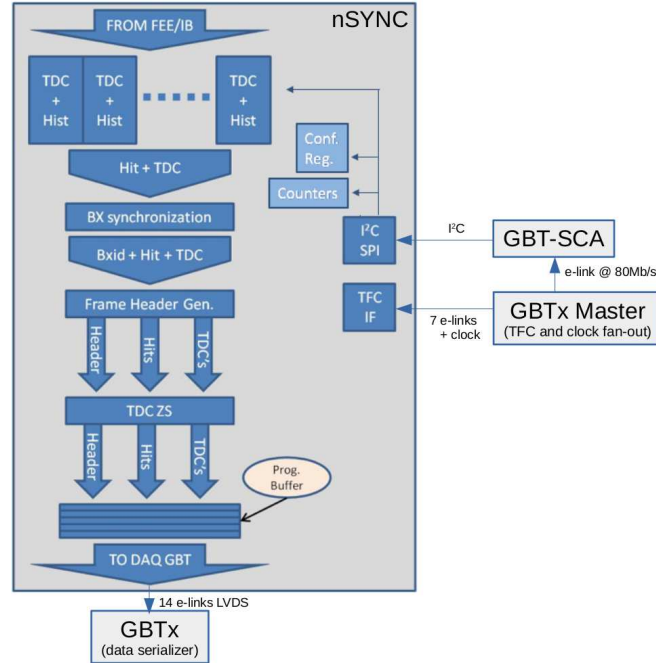 nSYNC
FROM FEE/IB
TDC
+
Hist
TDC
+
Hist
TDC
+
Hist
Hit + TDC
BX synchronization
Bxid + Hit + TDC
Frame Header Gen.
Header
Hits
TDC's
TDC ZS
Header
Hits
TDC's
Prog.
Buffer
TO DAQ GBT
Conf.
Reg.
Counters
I²C
SPI
TFC
IF
I²C
GBT-SCA
e-link @ 80Mb/s
GBTx Master
(TFC and clock fan-out)
7 e-links
+ clock
14 e-links LVDS
GBTx
(data serializer)